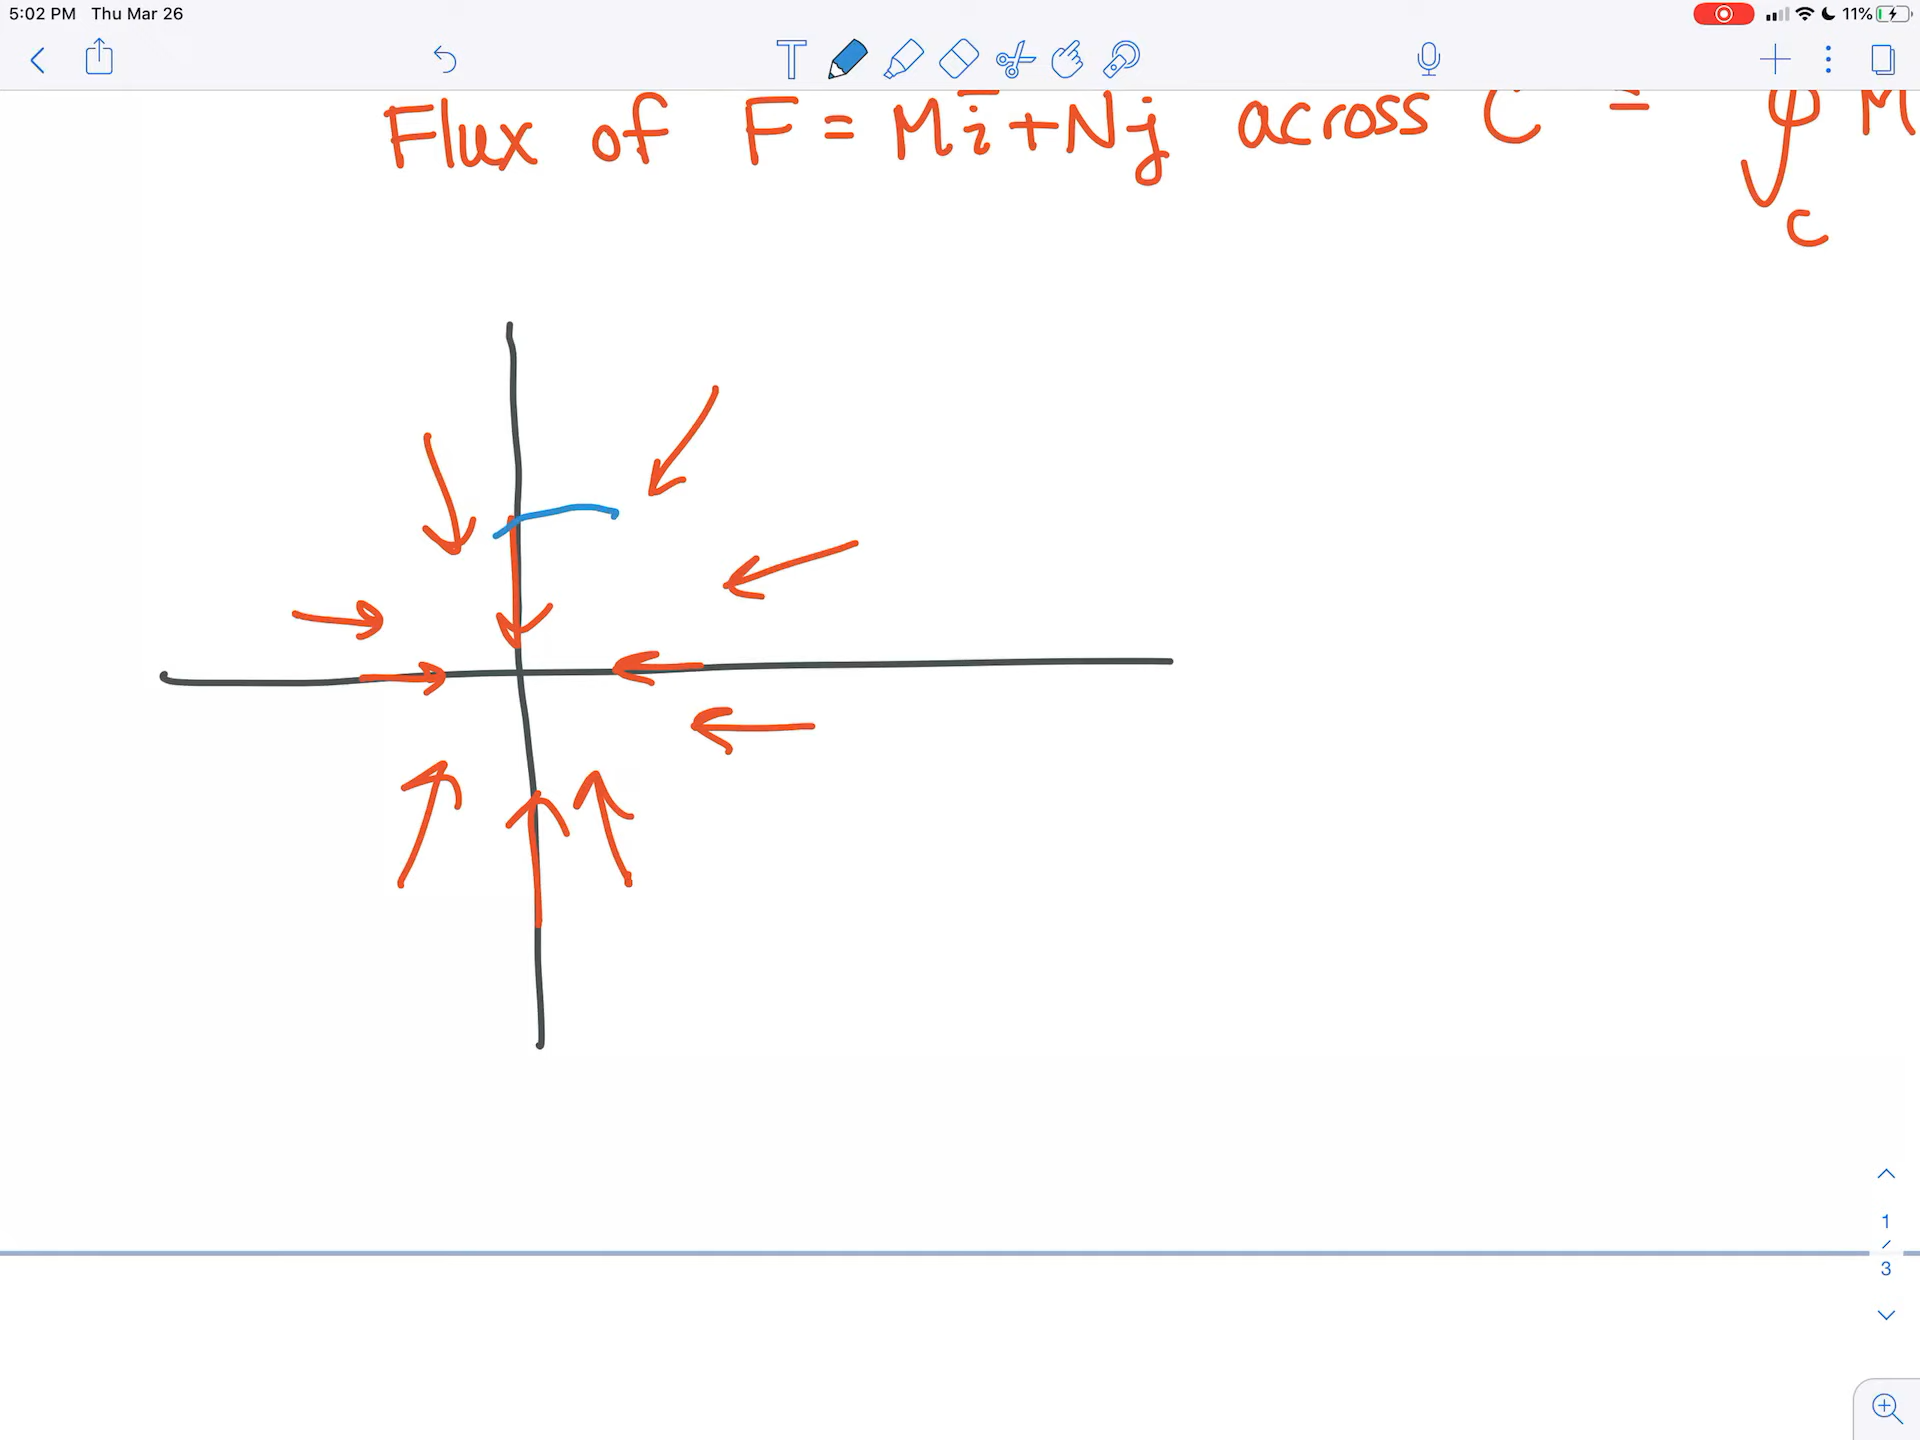 5:02 PM Thu Mar 26
11%
T
Flux of F = Mi + Nj across C = ∮ M
C
1
/
3